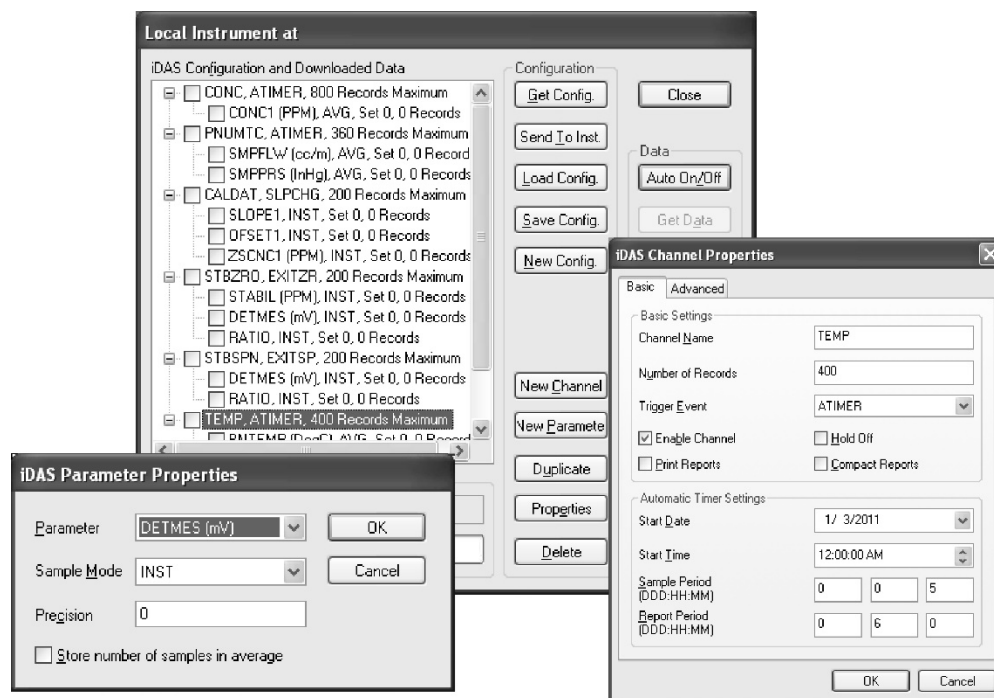 Local Instrument at
iDAS Configuration and Downloaded Data
CONC, ATIMER, 800 Records Maximum
CONC1 (PPM), AVG, Set 0, 0 Records
PNUMTC, ATIMER, 360 Records Maximum
SMPFLW (cc/m), AVG, Set 0, 0 Record
SMPPRS (InHg), AVG, Set 0, 0 Records
CALDAT, SLPCHG, 200 Records Maximum
SLOPE1, INST, Set 0, 0 Records
OFSET1, INST, Set 0, 0 Records
ZSCNC1 (PPM), INST, Set 0, 0 Records
STBZRO, EXITZR, 200 Records Maximum
STABIL (PPM), INST, Set 0, 0 Records
DETMES (mV), INST, Set 0, 0 Records
RATIO, INST, Set 0, 0 Records
STBSPN, EXITSP, 200 Records Maximum
DETMES (mV), INST, Set 0, 0 Records
RATIO, INST, Set 0, 0 Records
TEMP, ATIMER, 400 Records Maximum
BNTEMP (DegC), AVG, Set 0, 0 Record
Configuration
Get Config.
Send To Inst.
Load Config.
Save Config.
New Config.
New Channel
New Paramete
Duplicate
Properties
Delete
Close
Data
Auto On/Off
Get Data
iDAS Channel Properties
Basic
Advanced
Basic Settings
Channel Name TEMP
Number of Records 400
Trigger Event ATIMER
Enable Channel Hold Off
Print Reports Compact Reports
Automatic Timer Settings
Start Date 1/ 3/2011
Start Time 12:00:00 AM
Sample Period
(DDD:HH:MM) 0 0 5
Report Period
(DDD:HH:MM) 0 6 0
OK Cancel
iDAS Parameter Properties
Parameter DETMES (mV) OK
Sample Mode INST Cancel
Precision 0
Store number of samples in average